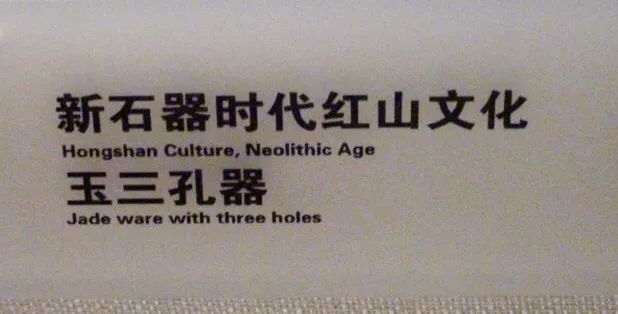 新石器时代红山文化
Hongshan Culture, Neolithic Age
玉三孔器
Jade ware with three holes